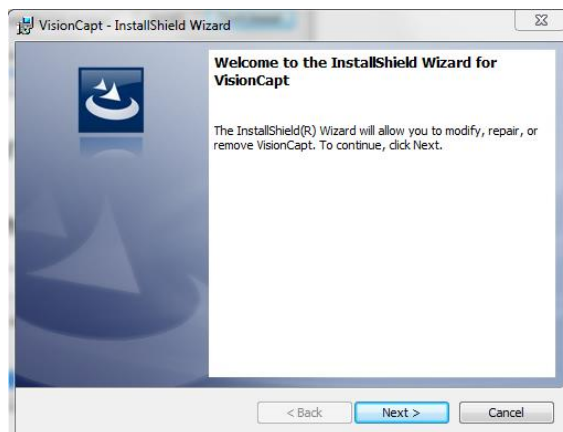 VisionCapt - InstallShield Wizard
Welcome to the InstallShield Wizard for
VisionCapt
The InstallShield(R) Wizard will allow you to modify, repair, or
remove VisionCapt. To continue, click Next.
< Back
Next >
Cancel